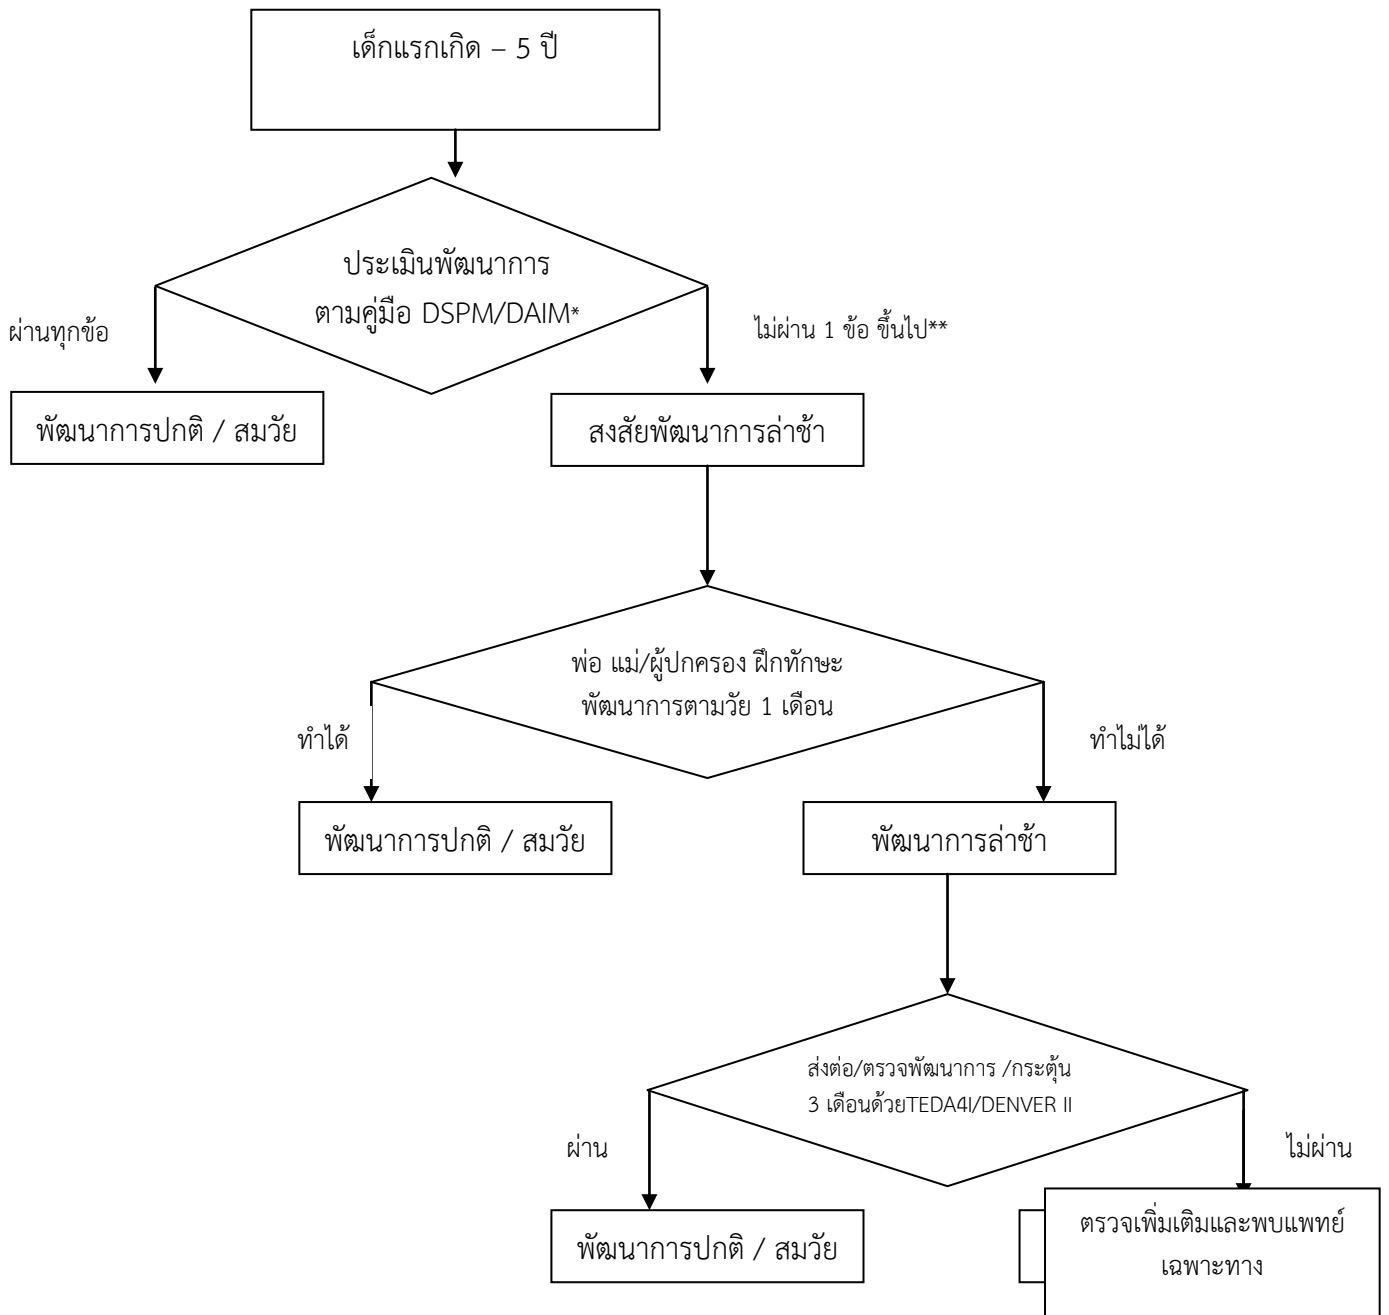 เด็กแรกเกิด – 5 ปี
ประเมินพัฒนาการ
ตามคู่มือ DSPM/DAIM*
ผ่านทุกข้อ
ไม่ผ่าน 1 ข้อ ขึ้นไป**
พัฒนาการปกติ / สมวัย
สงสัยพัฒนาการล่าช้า
พ่อ แม่/ผู้ปกครอง ฝึกทักษะ
พัฒนาการตามวัย 1 เดือน
ทำได้
ทำไม่ได้
พัฒนาการปกติ / สมวัย
พัฒนาการล่าช้า
ส่งต่อ/ตรวจพัฒนาการ /กระตุ้น
3 เดือนด้วยTEDA4I/DENVER II
ผ่าน
ไม่ผ่าน
พัฒนาการปกติ / สมวัย
ตรวจเพิ่มเติมและพบแพทย์
เฉพาะทาง